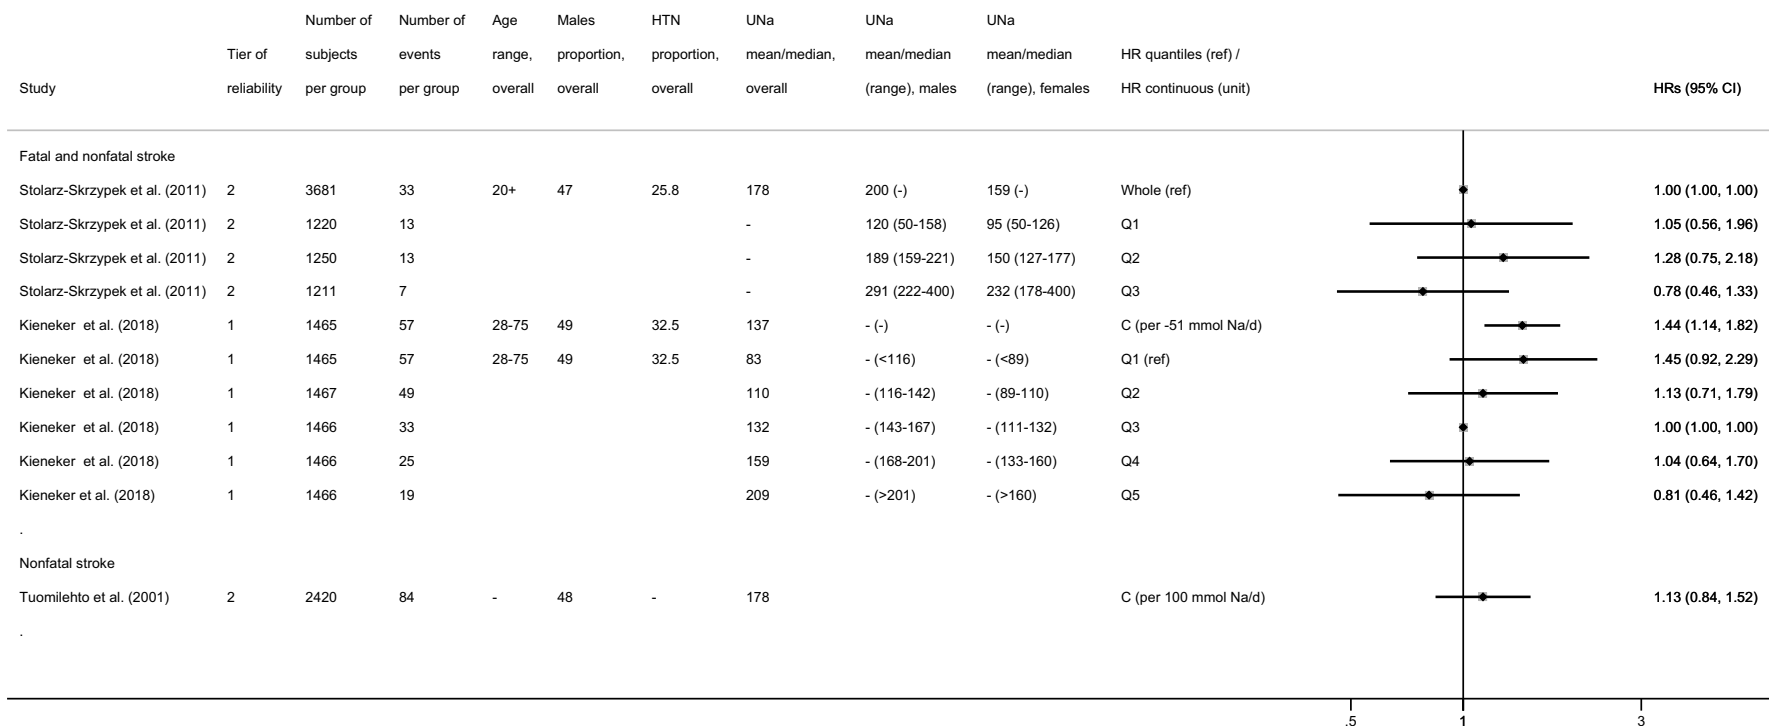 Number of Number of Age Males HTN UNa UNa UNa
Tier of subjects events range, proportion, proportion, mean/median, mean/median mean/median HR quantiles (ref) /
Study reliability per group per group overall overall overall overall (range), males (range), females HR continuous (unit) HRs (95% CI)
Fatal and nonfatal stroke
Stolarz-Skrzypek et al. (2011) 2 3681 33 20+ 47 25.8 178 200 (-) 159 (-) Whole (ref) 1.00 (1.00, 1.00)
Stolarz-Skrzypek et al. (2011) 2 1220 13 - 120 (50-158) 95 (50-126) Q1 1.05 (0.56, 1.96)
Stolarz-Skrzypek et al. (2011) 2 1250 13 - 189 (159-221) 150 (127-177) Q2 1.28 (0.75, 2.18)
Stolarz-Skrzypek et al. (2011) 2 1211 7 - 291 (222-400) 232 (178-400) Q3 0.78 (0.46, 1.33)
Kieneker et al. (2018) 1 1465 57 28-75 49 32.5 137 - (-) - (-) C (per -51 mmol Na/d) 1.44 (1.14, 1.82)
Kieneker et al. (2018) 1 1465 57 28-75 49 32.5 83 - (<116) - (<89) Q1 (ref) 1.45 (0.92, 2.29)
Kieneker et al. (2018) 1 1467 49 110 - (116-142) - (89-110) Q2 1.13 (0.71, 1.79)
Kieneker et al. (2018) 1 1466 33 132 - (143-167) - (111-132) Q3 1.00 (1.00, 1.00)
Kieneker et al. (2018) 1 1466 25 159 - (168-201) - (133-160) Q4 1.04 (0.64, 1.70)
Kieneker et al. (2018) 1 1466 19 209 - (>201) - (>160) Q5 0.81 (0.46, 1.42)
.
Nonfatal stroke
Tuomilehto et al. (2001) 2 2420 84 - 48 - 178 C (per 100 mmol Na/d) 1.13 (0.84, 1.52)
.
.5 1 3